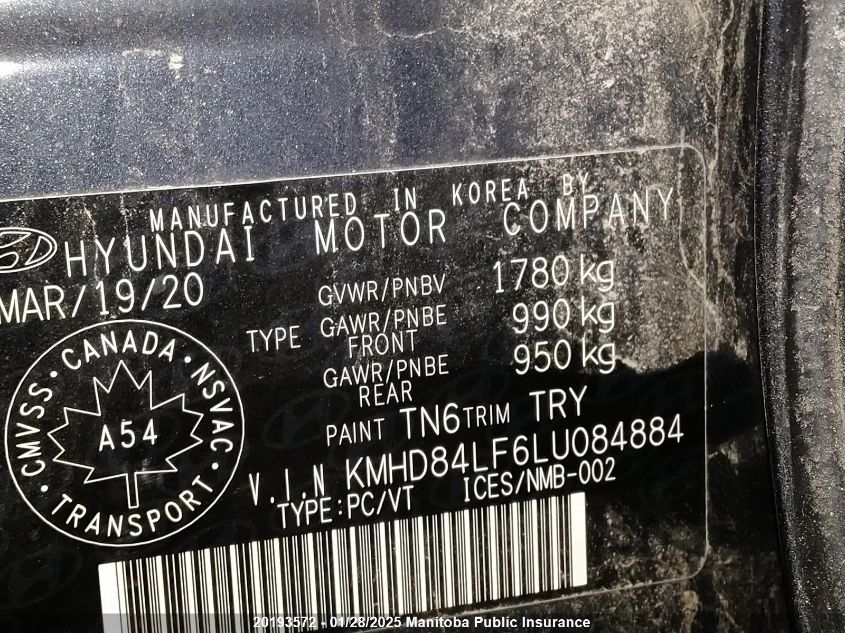 MANUFACTURED IN KOREA BY
HYUNDAI MOTOR COMPANY
MAR/19/20
GVWR/PNBV 1780 kg
TYPE GAWR/PNBE FRONT 990 kg
GAWR/PNBE REAR 950 kg
PAINT TN6 TRIM TRY
V.I.N KMHD84LF6LU084884
TYPE:PC/VT ICES/NMB-002
CMVSS · CANADA · NSVAC · TRANSPORT ·
A54
20193572 - 01/28/2025 Manitoba Public Insurance